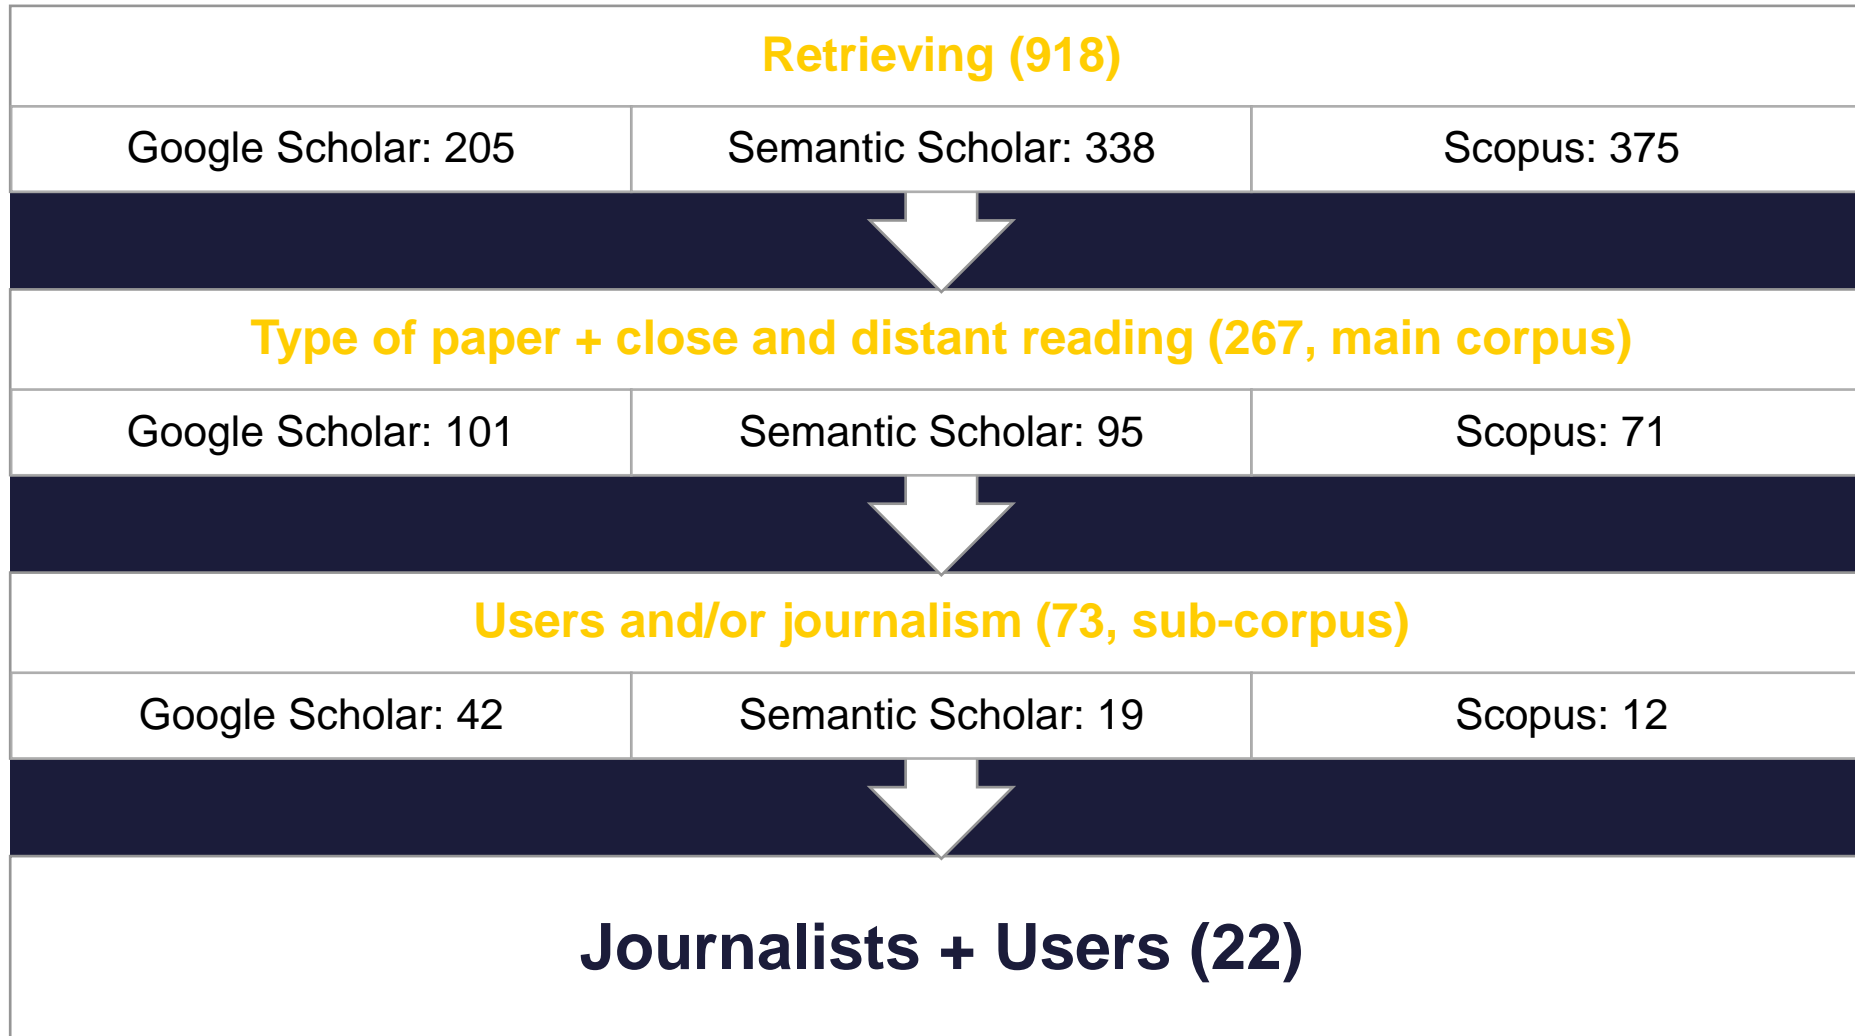 Retrieving (918)
Google Scholar: 205
Semantic Scholar: 338
Scopus: 375
Type of paper + close and distant reading (267, main corpus)
Google Scholar: 101
Semantic Scholar: 95
Scopus: 71
Users and/or journalism (73, sub-corpus)
Google Scholar: 42
Semantic Scholar: 19
Scopus: 12
Journalists + Users (22)